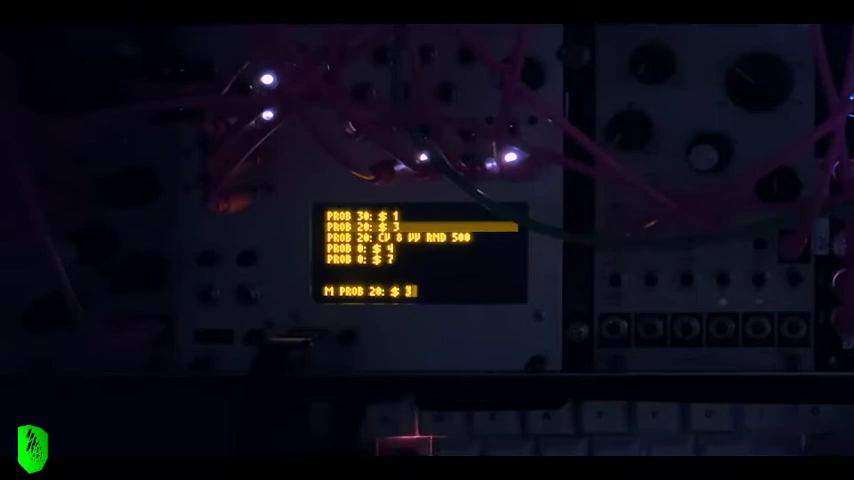 PROB 30: $ 1
PROB 20: $ 3
PROB 20: CV 8 VV RND 500
PROB 0: $ 4
PROB 0: $ 7
M PROB 20: $ 3